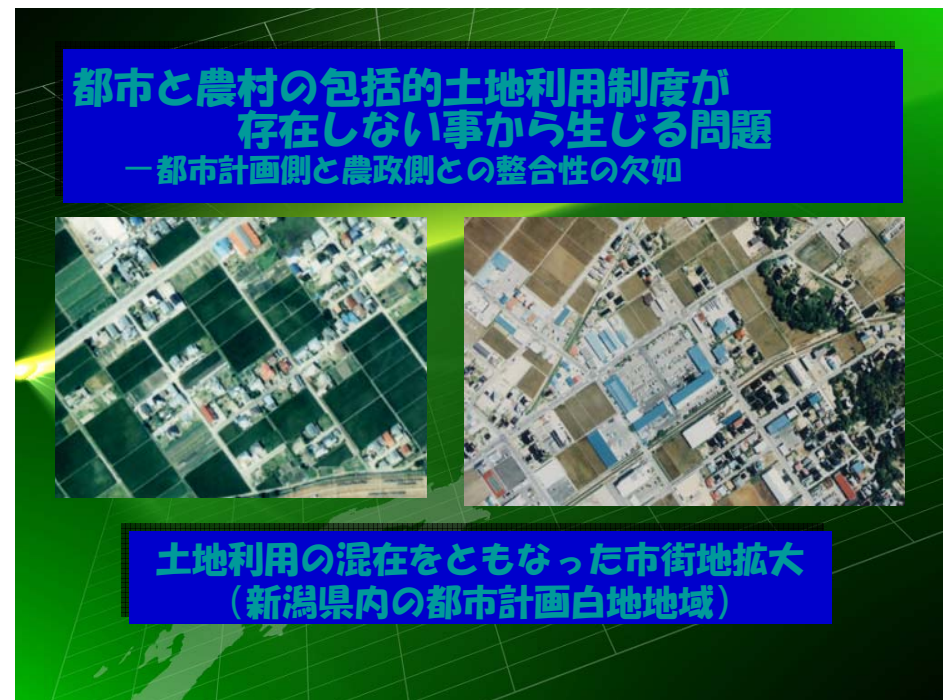 都市と農村の包括的土地利用制度が
存在しない事から生じる問題
－都市計画側と農政側との整合性の欠如
土地利用の混在をともなった市街地拡大
（新潟県内の都市計画白地地域）